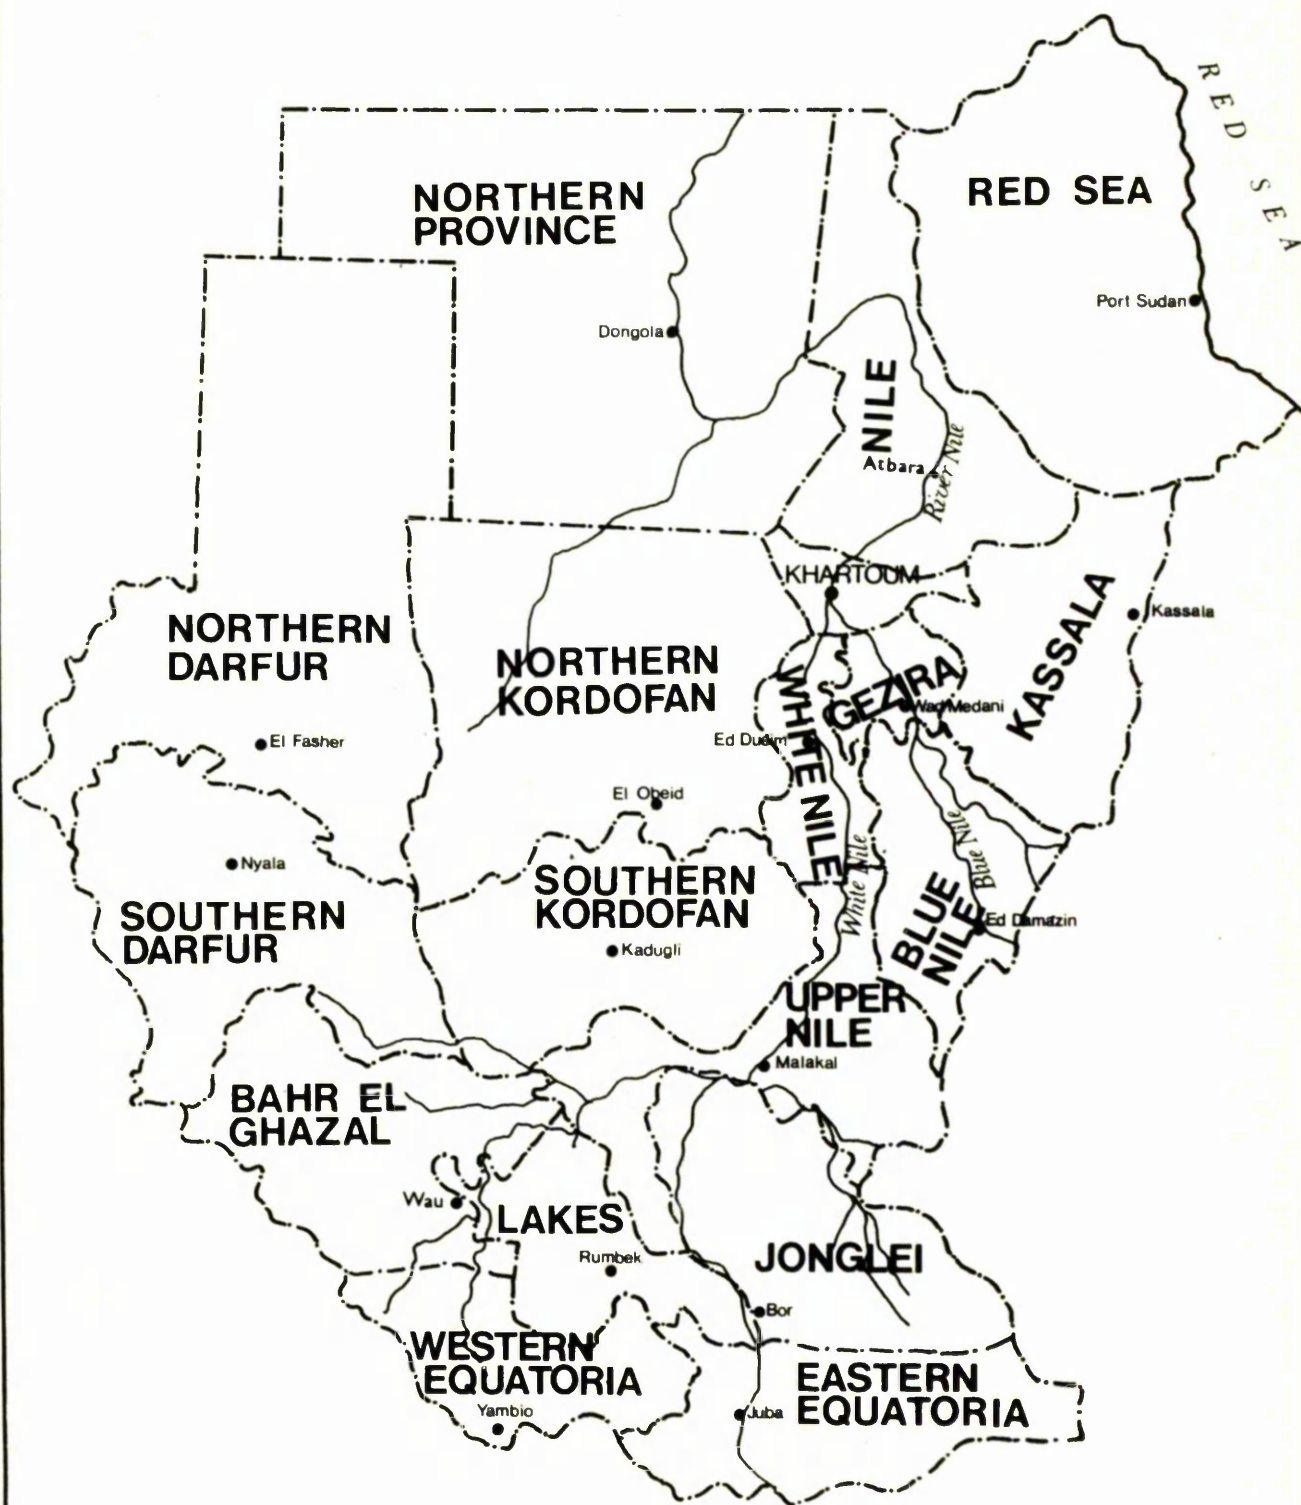 RED SEA
NORTHERN
PROVINCE
RED SEA
Port Sudan
Dongola
NILE
Atbara
River Nile
KHARTOUM
Kassala
KASSALA
NORTHERN
DARFUR
NORTHERN
KORDOFAN
WHITE NILE
GEZIRA
Wad Medani
El Fasher
Ed Dueim
El Obeid
White Nile
Blue Nile
Nyala
SOUTHERN
KORDOFAN
SOUTHERN
DARFUR
BLUE
NILE
Ed Damazin
Kadugli
UPPER
NILE
Malakal
BAHR EL
GHAZAL
Wau
LAKES
Rumbek
JONGLEI
Bor
WESTERN
EQUATORIA
Yambio
EASTERN
EQUATORIA
Juba